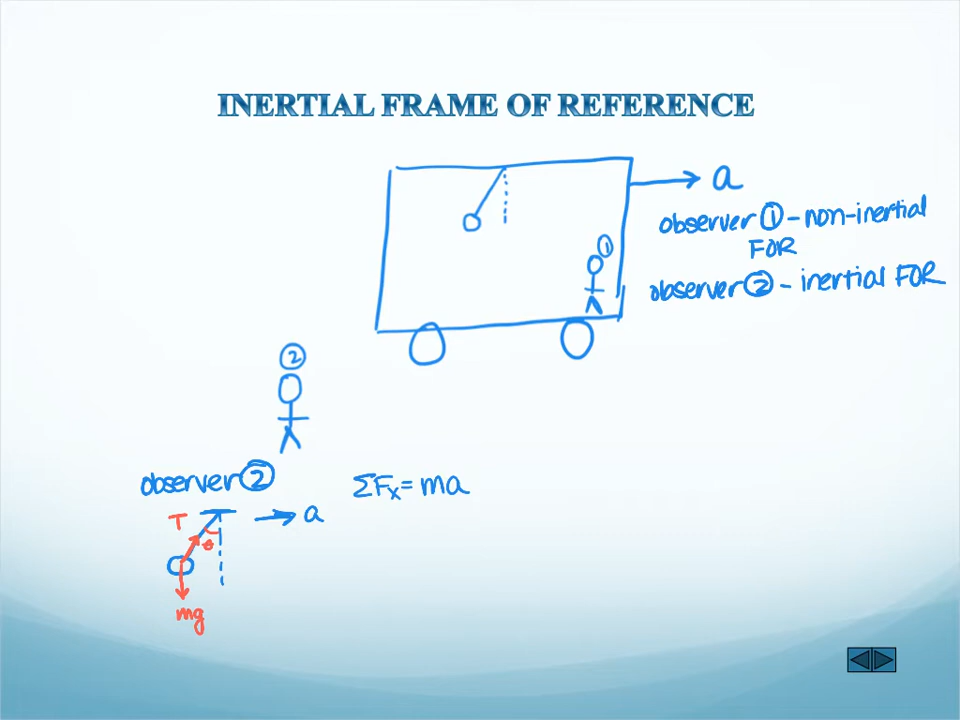 INERTIAL FRAME OF REFERENCE
a
observer ① - non-inertial
FOR
observer ② - inertial FOR
①
②
observer ②
ΣFₓ = ma
T
a
θ
mg